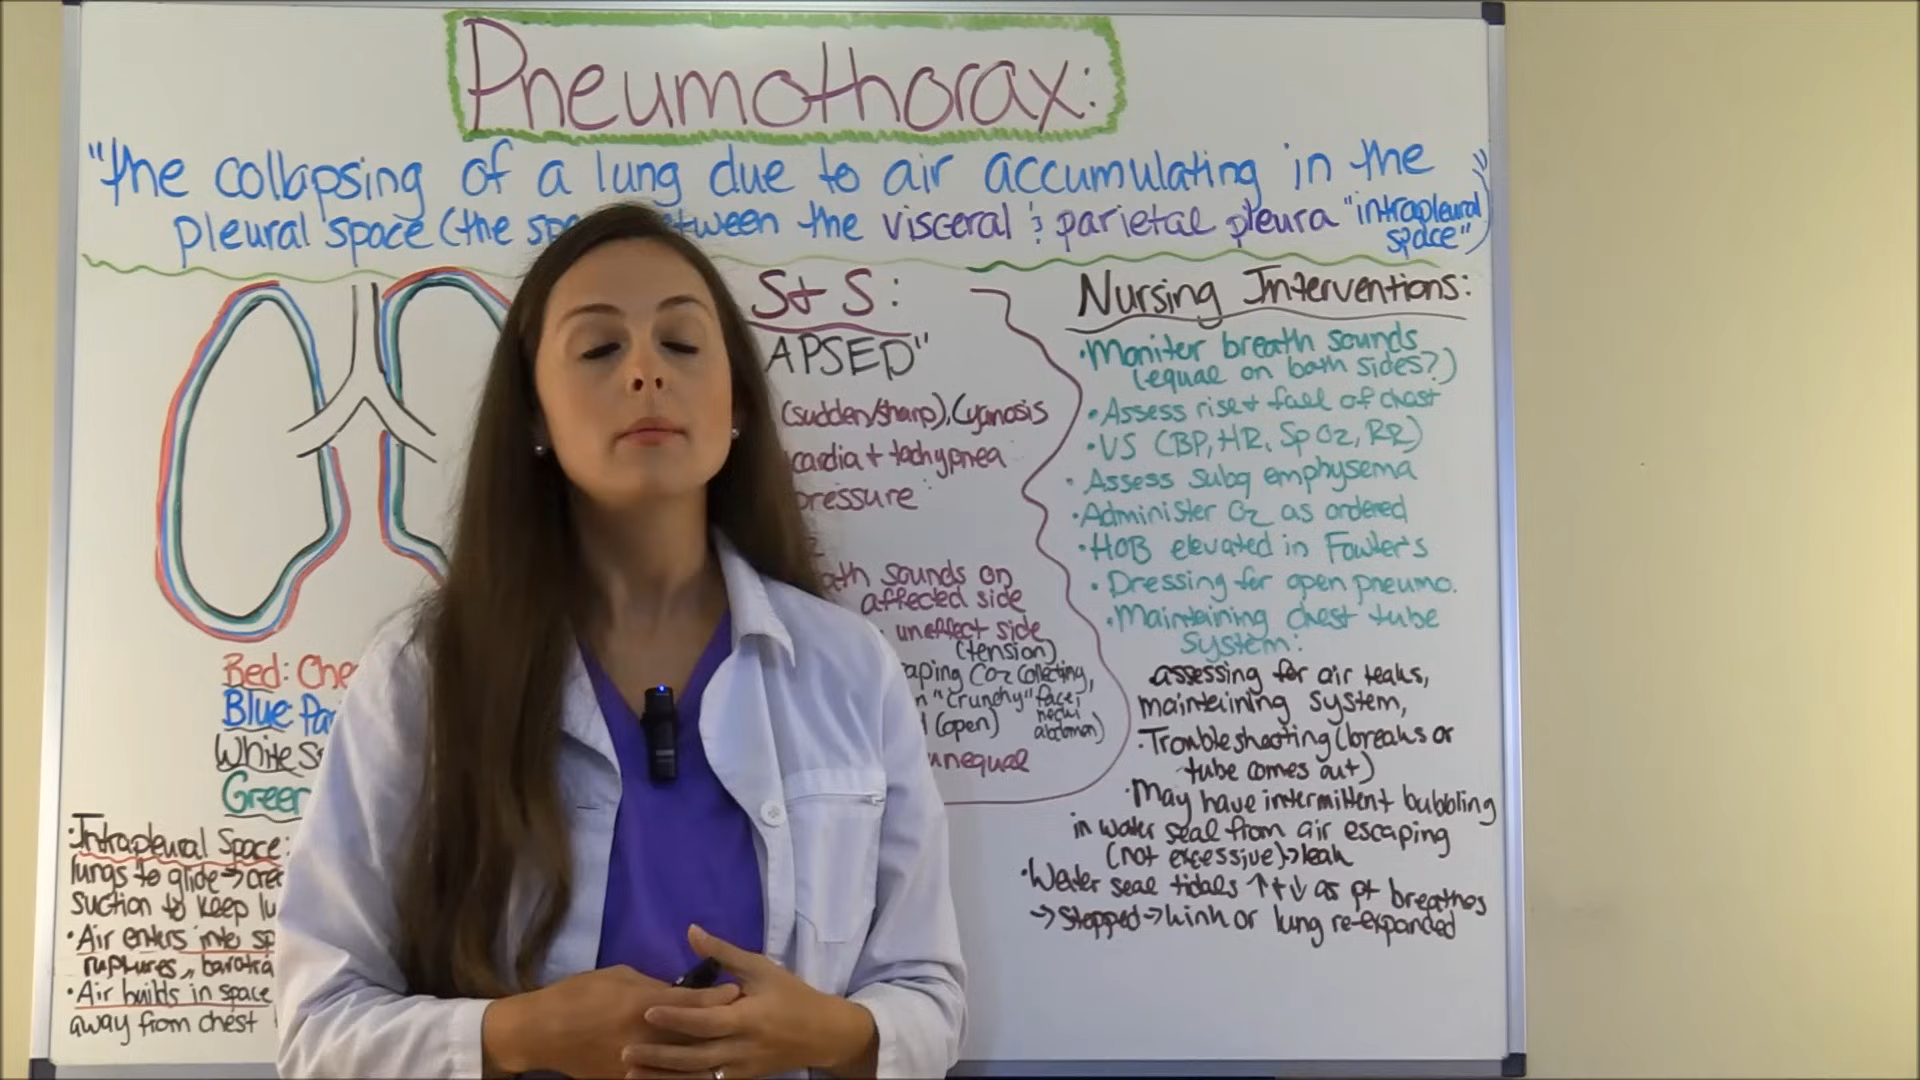 Pneumothorax:
"the collapsing of a lung due to air accumulating in the
pleural space (the sp tween the visceral & parietal pleura "intrapleural
space")
S+S:
APSED"
(sudden/sharp), Cyanosis
cardia + tachypnea
pressure
ath sounds on
affected side
uneffect side
(tension)
aping CO2 collecting,
n "crunchy" face,
neck
(open) abdomen)
unequal
Nursing Interventions:
• Moniter breath sounds
(equal on both sides?)
• Assess rise + fall of chest
• VS (BP, HR, SpO2, RR)
• Assess subq emphysema
• Administer O2 as ordered
• HOB elevated in Fowler's
• Dressing for open pneumo.
• Maintaining chest tube
system:
assessing for air leaks,
maintaining system,
• Troubleshooting (breaks or
tube comes out)
• May have intermittent bubbling
in water seal from air escaping
(not excessive)→leak
• Water seal tidals ↑+↓ as pt breathes
→ Stopped → kink or lung re-expanded
Red: Che
Blue: Par
White: S
Green
• Intrapleural Space:
lungs to glide → crea
suction to keep lu
• Air enters into sp
ruptures, barotra
• Air builds in space
away from chest